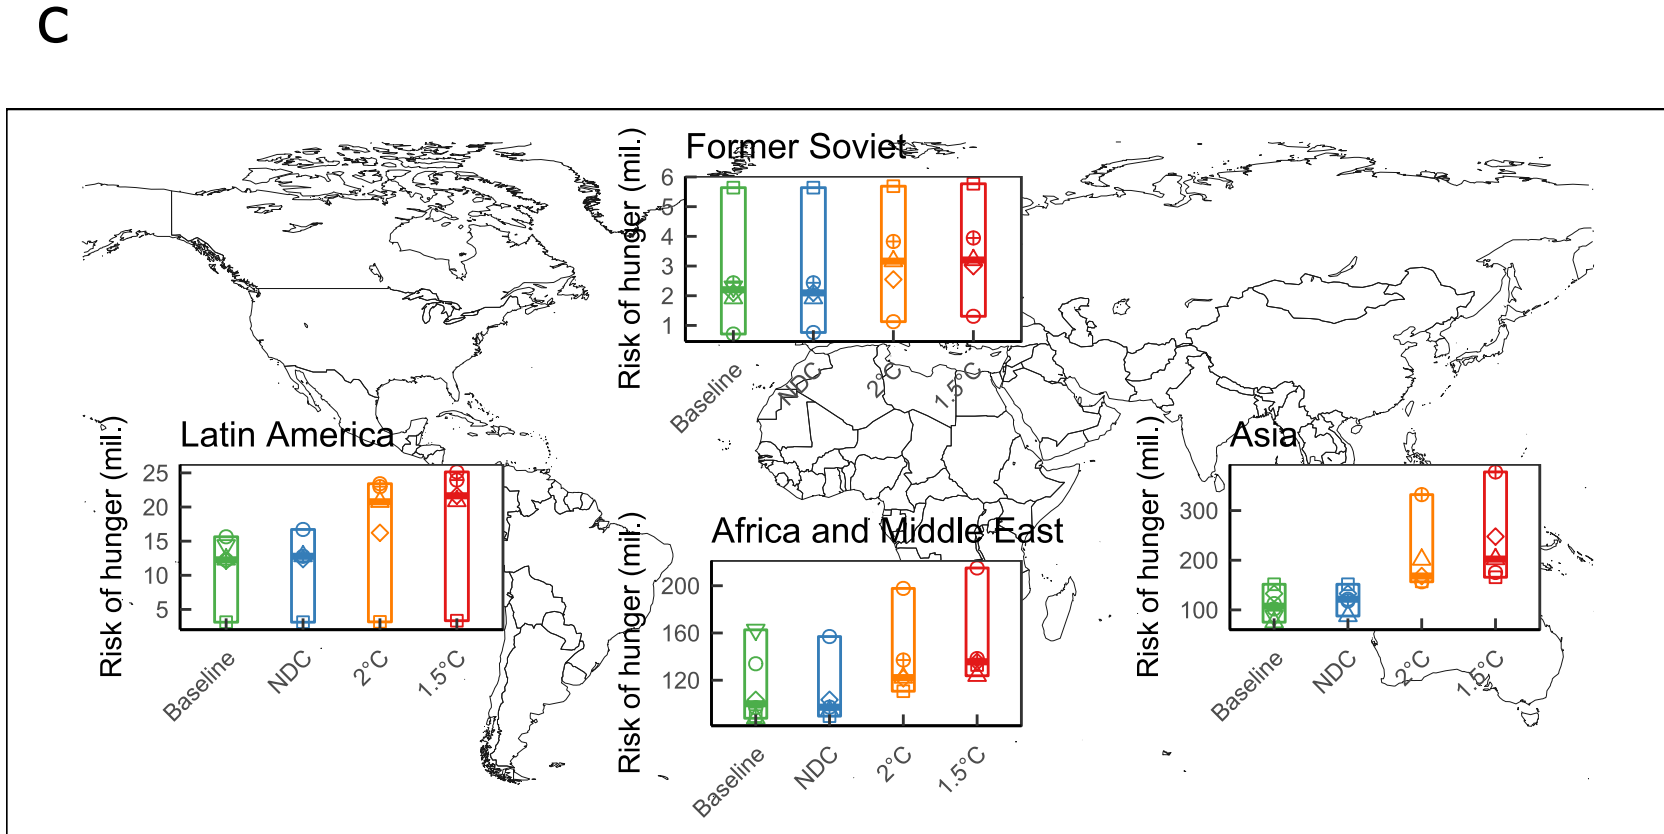 c
Former Soviet
Risk of hunger (mil.)
6
5
4
3
2
1
Baseline
NDC
2°C
1.5°C
Latin America
Risk of hunger (mil.)
25
20
15
10
5
Baseline
NDC
2°C
1.5°C
Asia
Risk of hunger (mil.)
300
200
100
Baseline
NDC
2°C
1.5°C
Africa and Middle East
Risk of hunger (mil.)
200
160
120
Baseline
NDC
2°C
1.5°C